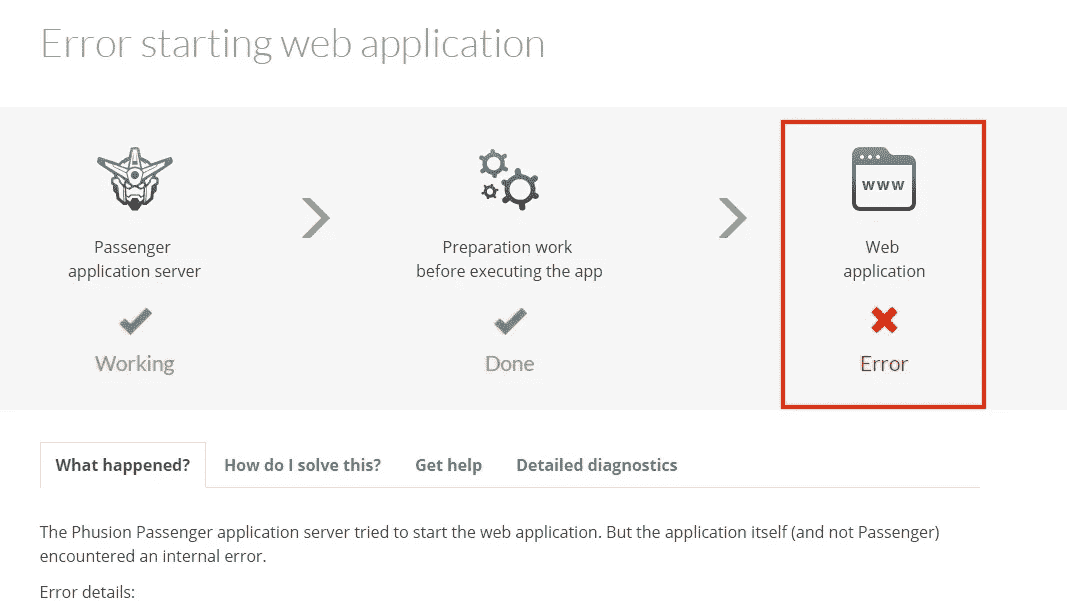 Error starting web application
www
Passenger
application server
Working
Preparation work
before executing the app
Done
Web
application
Error
What happened?
How do I solve this?
Get help
Detailed diagnostics
The Phusion Passenger application server tried to start the web application. But the application itself (and not Passenger)
encountered an internal error.
Error details: